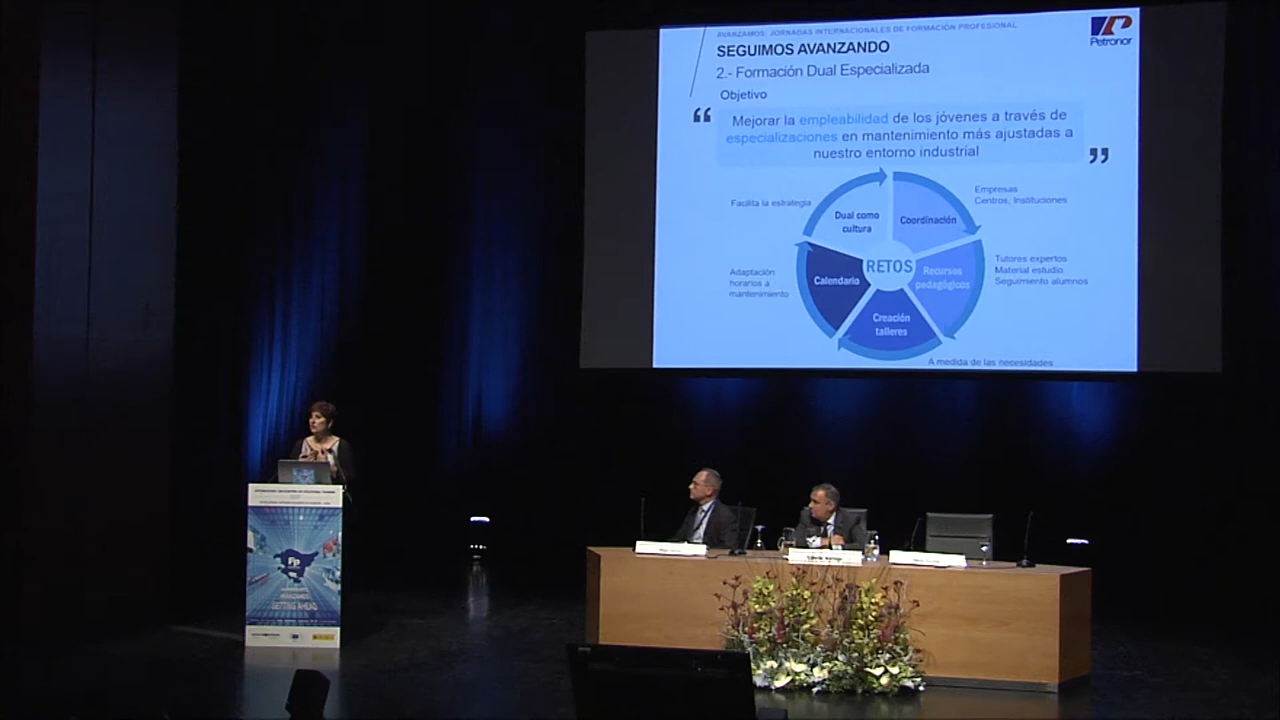 AVANZAMOS: JORNADAS INTERNACIONALES DE FORMACIÓN PROFESIONAL
Petronor
SEGUIMOS AVANZANDO
2.- Formación Dual Especializada
Objetivo
“ Mejorar la empleabilidad de los jóvenes a través de
especializaciones en mantenimiento más ajustadas a
nuestro entorno industrial ”
Facilita la estrategia
Dual como
cultura
Coordinación
Empresas
Centros, Instituciones
RETOS
Recursos
pedagógicos
Tutores expertos
Material estudio
Seguimiento alumnos
Adaptación
horarios a
mantenimiento
Calendario
Creación
talleres
A medida de las necesidades
Fp
GETTING AHEAD